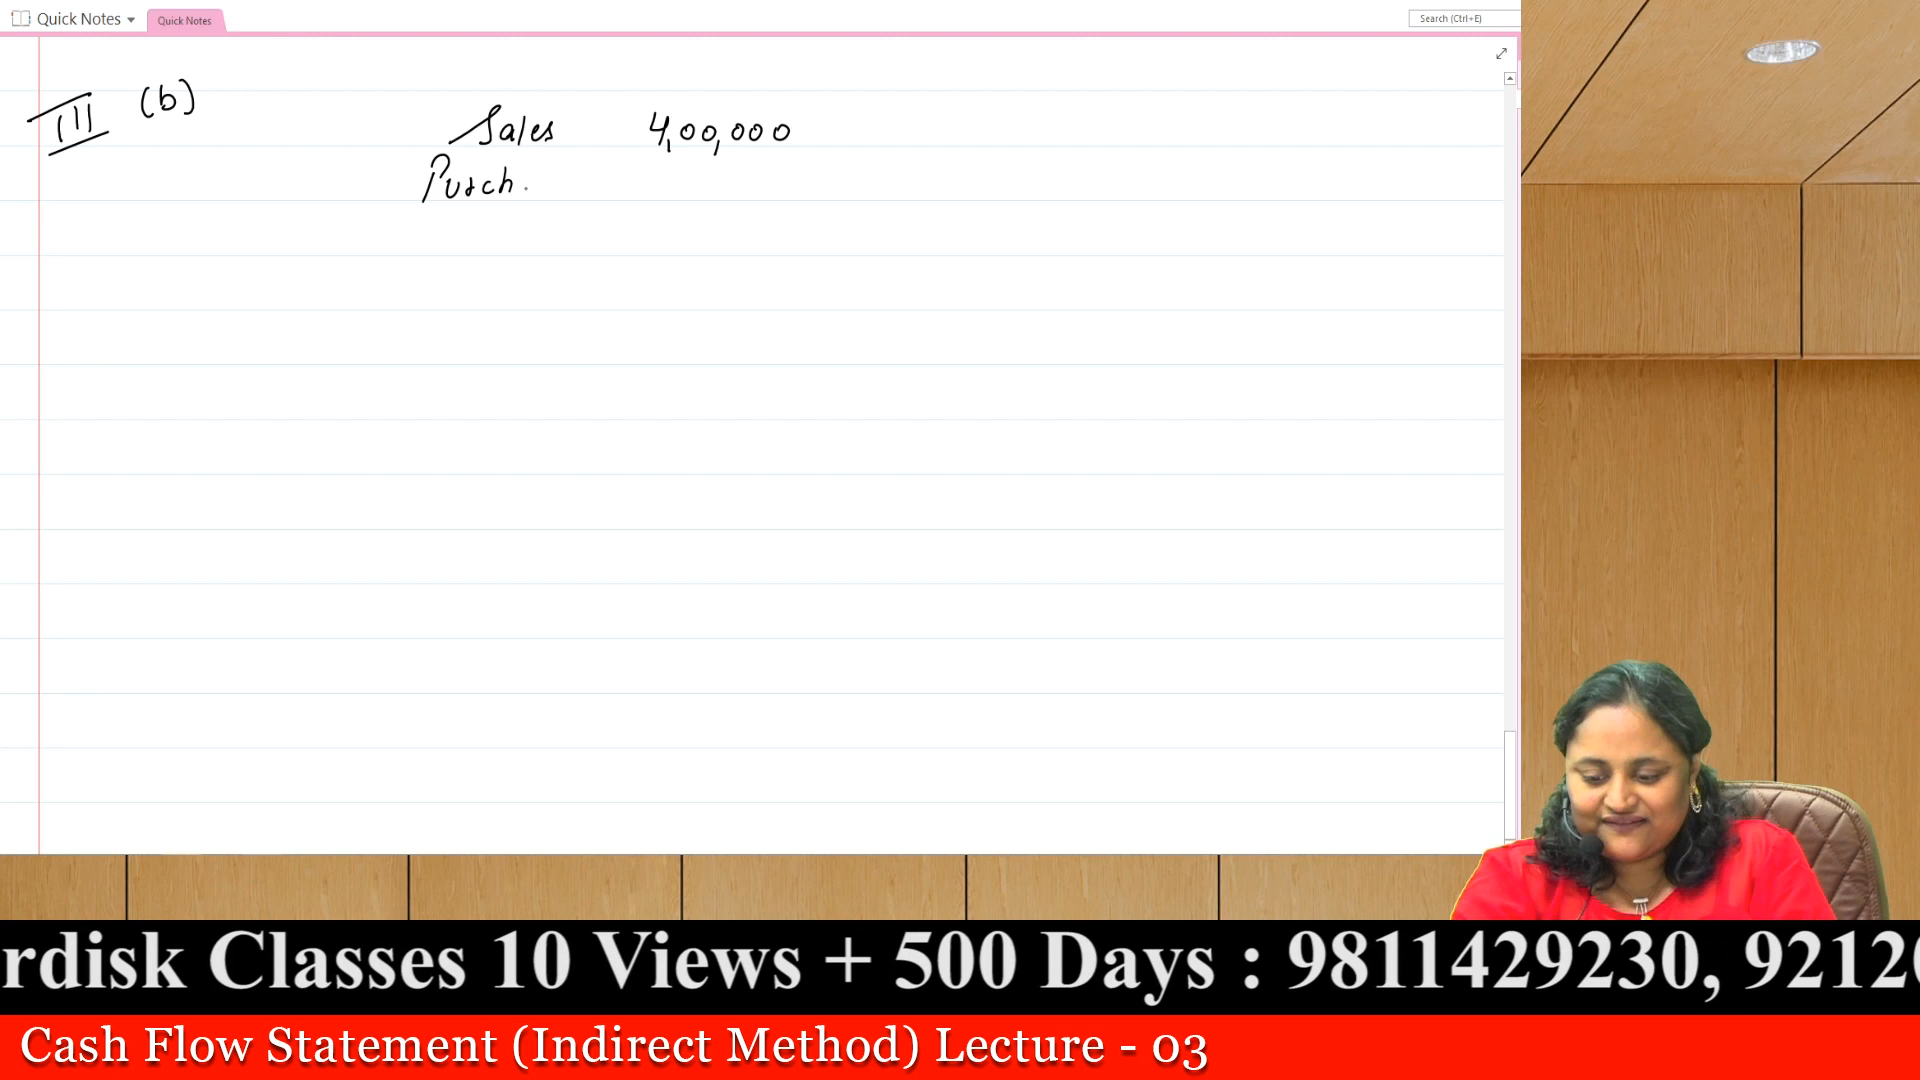 Quick Notes
Quick Notes
Search (Ctrl+E)
III (b)
Sales 4,00,000
Purch.
rdisk Classes 10 Views + 500 Days : 9811429230, 9212
Cash Flow Statement (Indirect Method) Lecture - 03